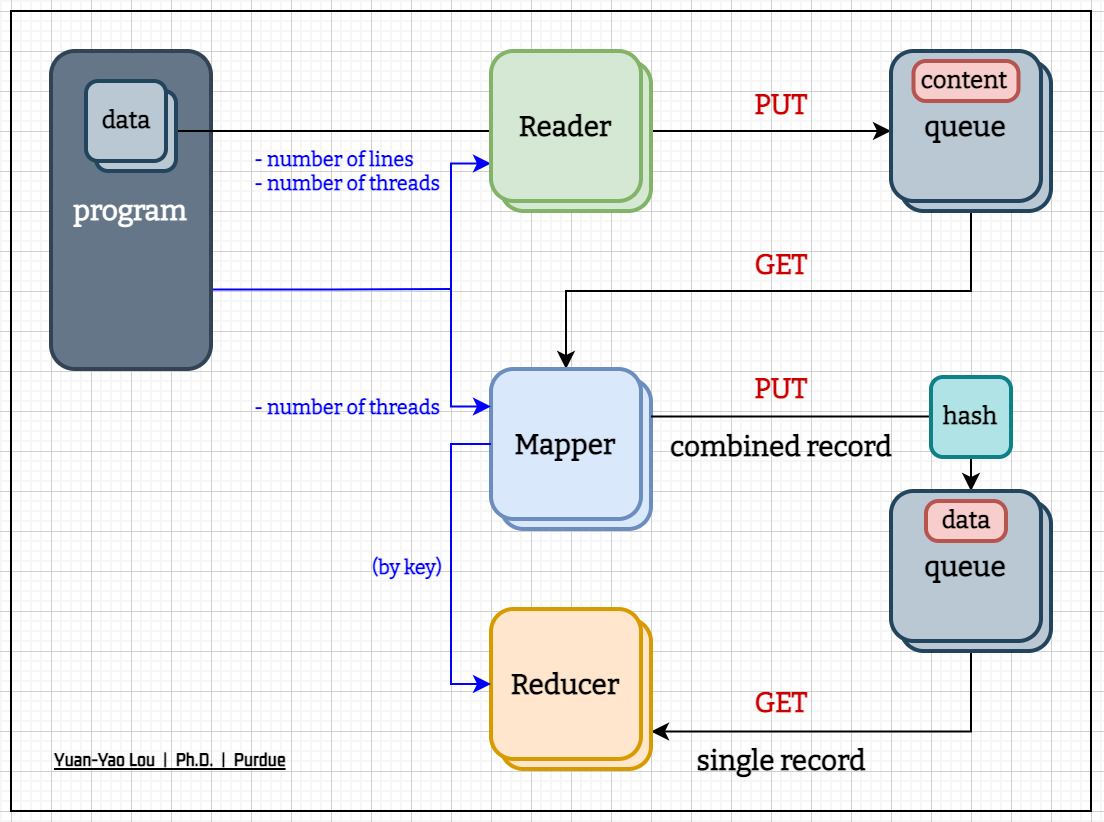 data
program
- number of lines
- number of threads
Reader
PUT
content
queue
GET
- number of threads
Mapper
PUT
combined record
hash
data
queue
(by key)
Reducer
GET
single record
Yuan-Yao Lou | Ph.D. | Purdue